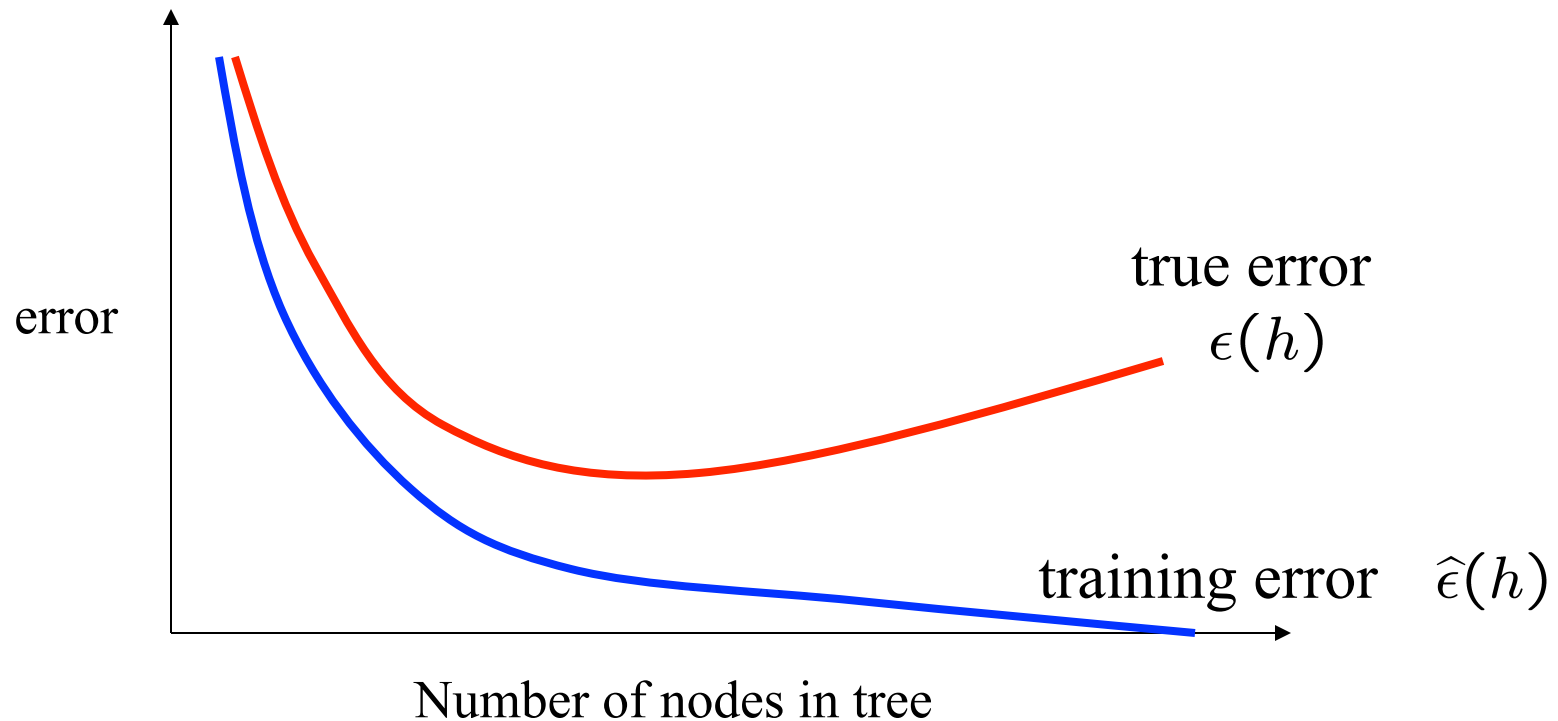 error
true error
ϵ(h)
training error ϵ̂(h)
Number of nodes in tree